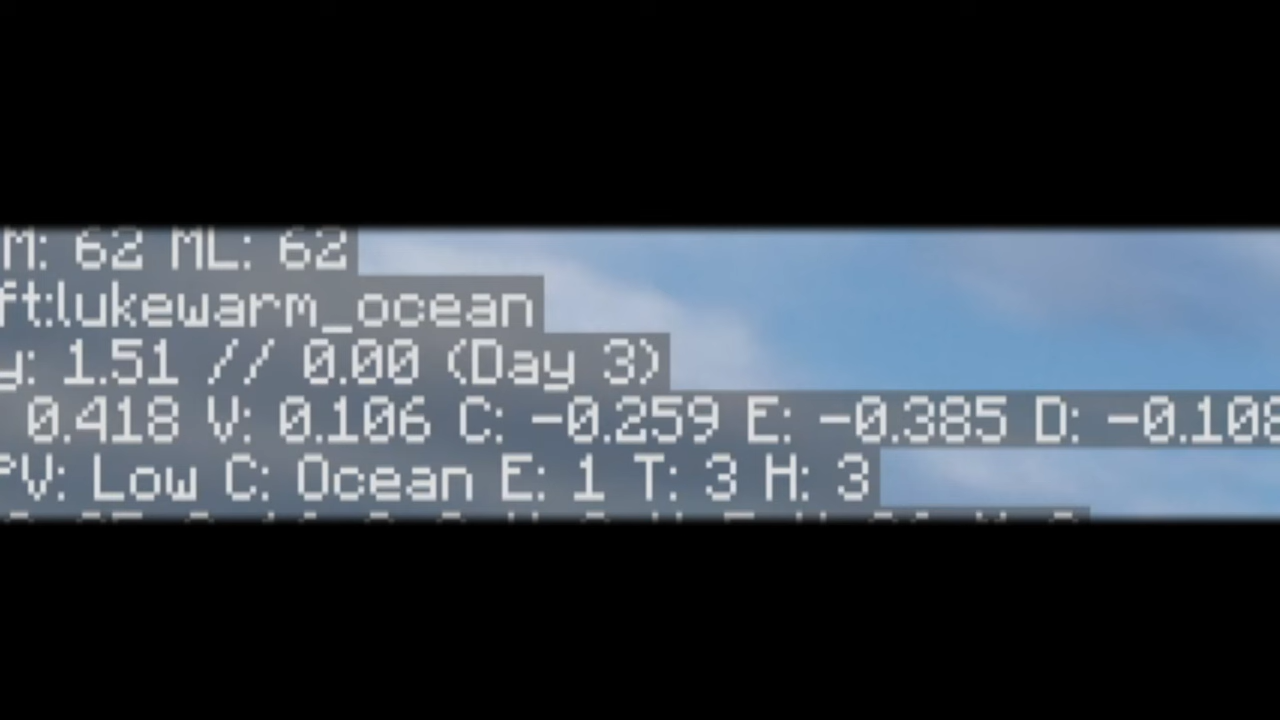 M: 62 ML: 62
ft:lukewarm_ocean
y: 1.51 // 0.00 (Day 3)
0.418 V: 0.106 C: -0.259 E: -0.385 D: -0.108
PV: Low C: Ocean E: 1 T: 3 H: 3